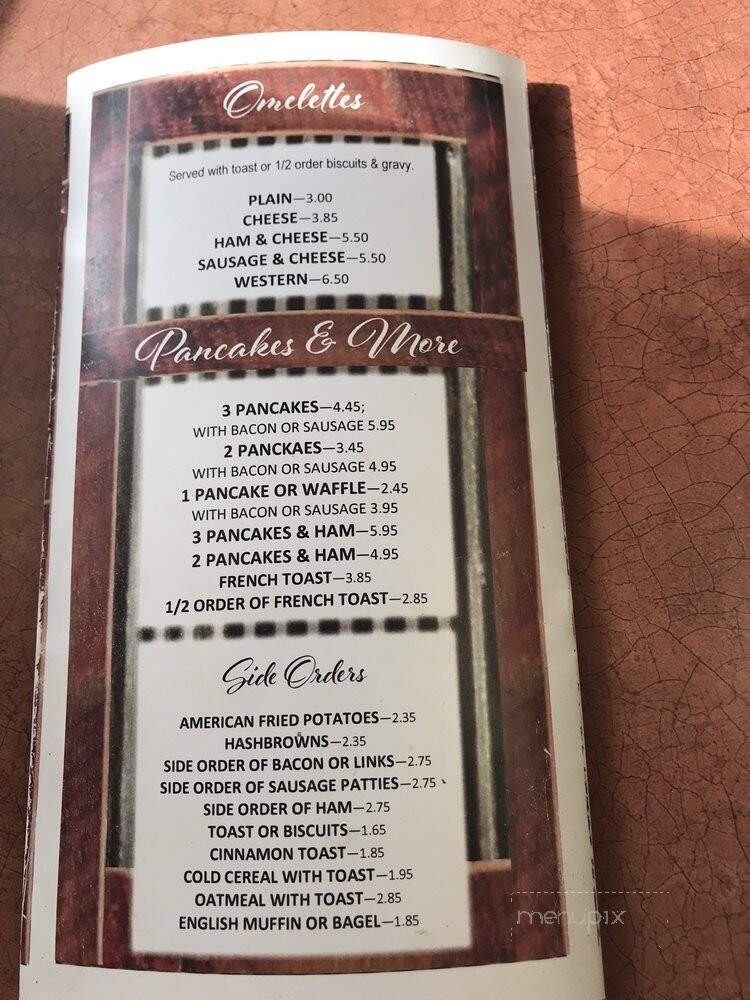 Omelettes
Served with toast or 1/2 order biscuits & gravy.
PLAIN—3.00
CHEESE—3.85
HAM & CHEESE—5.50
SAUSAGE & CHEESE—5.50
WESTERN—6.50
Pancakes & More
3 PANCAKES—4.45;
WITH BACON OR SAUSAGE 5.95
2 PANCKAES—3.45
WITH BACON OR SAUSAGE 4.95
1 PANCAKE OR WAFFLE—2.45
WITH BACON OR SAUSAGE 3.95
3 PANCAKES & HAM—5.95
2 PANCAKES & HAM—4.95
FRENCH TOAST—3.85
1/2 ORDER OF FRENCH TOAST—2.85
Side Orders
AMERICAN FRIED POTATOES—2.35
HASHBROWNS—2.35
SIDE ORDER OF BACON OR LINKS—2.75
SIDE ORDER OF SAUSAGE PATTIES—2.75
SIDE ORDER OF HAM—2.75
TOAST OR BISCUITS—1.65
CINNAMON TOAST—1.85
COLD CEREAL WITH TOAST—1.95
OATMEAL WITH TOAST—2.85
ENGLISH MUFFIN OR BAGEL—1.85
menupix